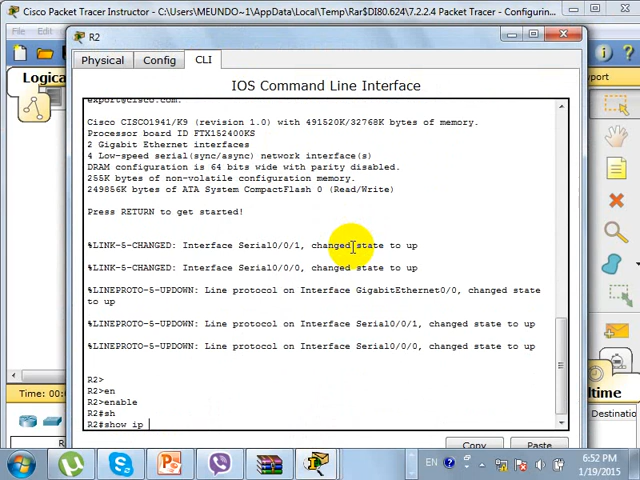 Cisco Packet Tracer Instructor - C:\Users\MEUNDO~1\AppData\Local\Temp\Rar$DI80.624\7.2.2.4 Packet Tracer - Configurin...
File
R2
Logical
Physical
Config
CLI
IOS Command Line Interface
export@cisco.com.
Cisco CISCO1941/K9 (revision 1.0) with 491520K/32768K bytes of memory.
Processor board ID FTX152400KS
2 Gigabit Ethernet interfaces
4 Low-speed serial(sync/async) network interface(s)
DRAM configuration is 64 bits wide with parity disabled.
255K bytes of non-volatile configuration memory.
249856K bytes of ATA System CompactFlash 0 (Read/Write)
Press RETURN to get started!
%LINK-5-CHANGED: Interface Serial0/0/1, changed state to up
%LINK-5-CHANGED: Interface Serial0/0/0, changed state to up
%LINEPROTO-5-UPDOWN: Line protocol on Interface GigabitEthernet0/0, changed state
to up
%LINEPROTO-5-UPDOWN: Line protocol on Interface Serial0/0/1, changed state to up
%LINEPROTO-5-UPDOWN: Line protocol on Interface Serial0/0/0, changed state to up
R2>
R2>en
R2>enable
R2#sh
R2#show ip
Copy
Paste
Time: 00:
EN
6:52 PM
1/19/2015